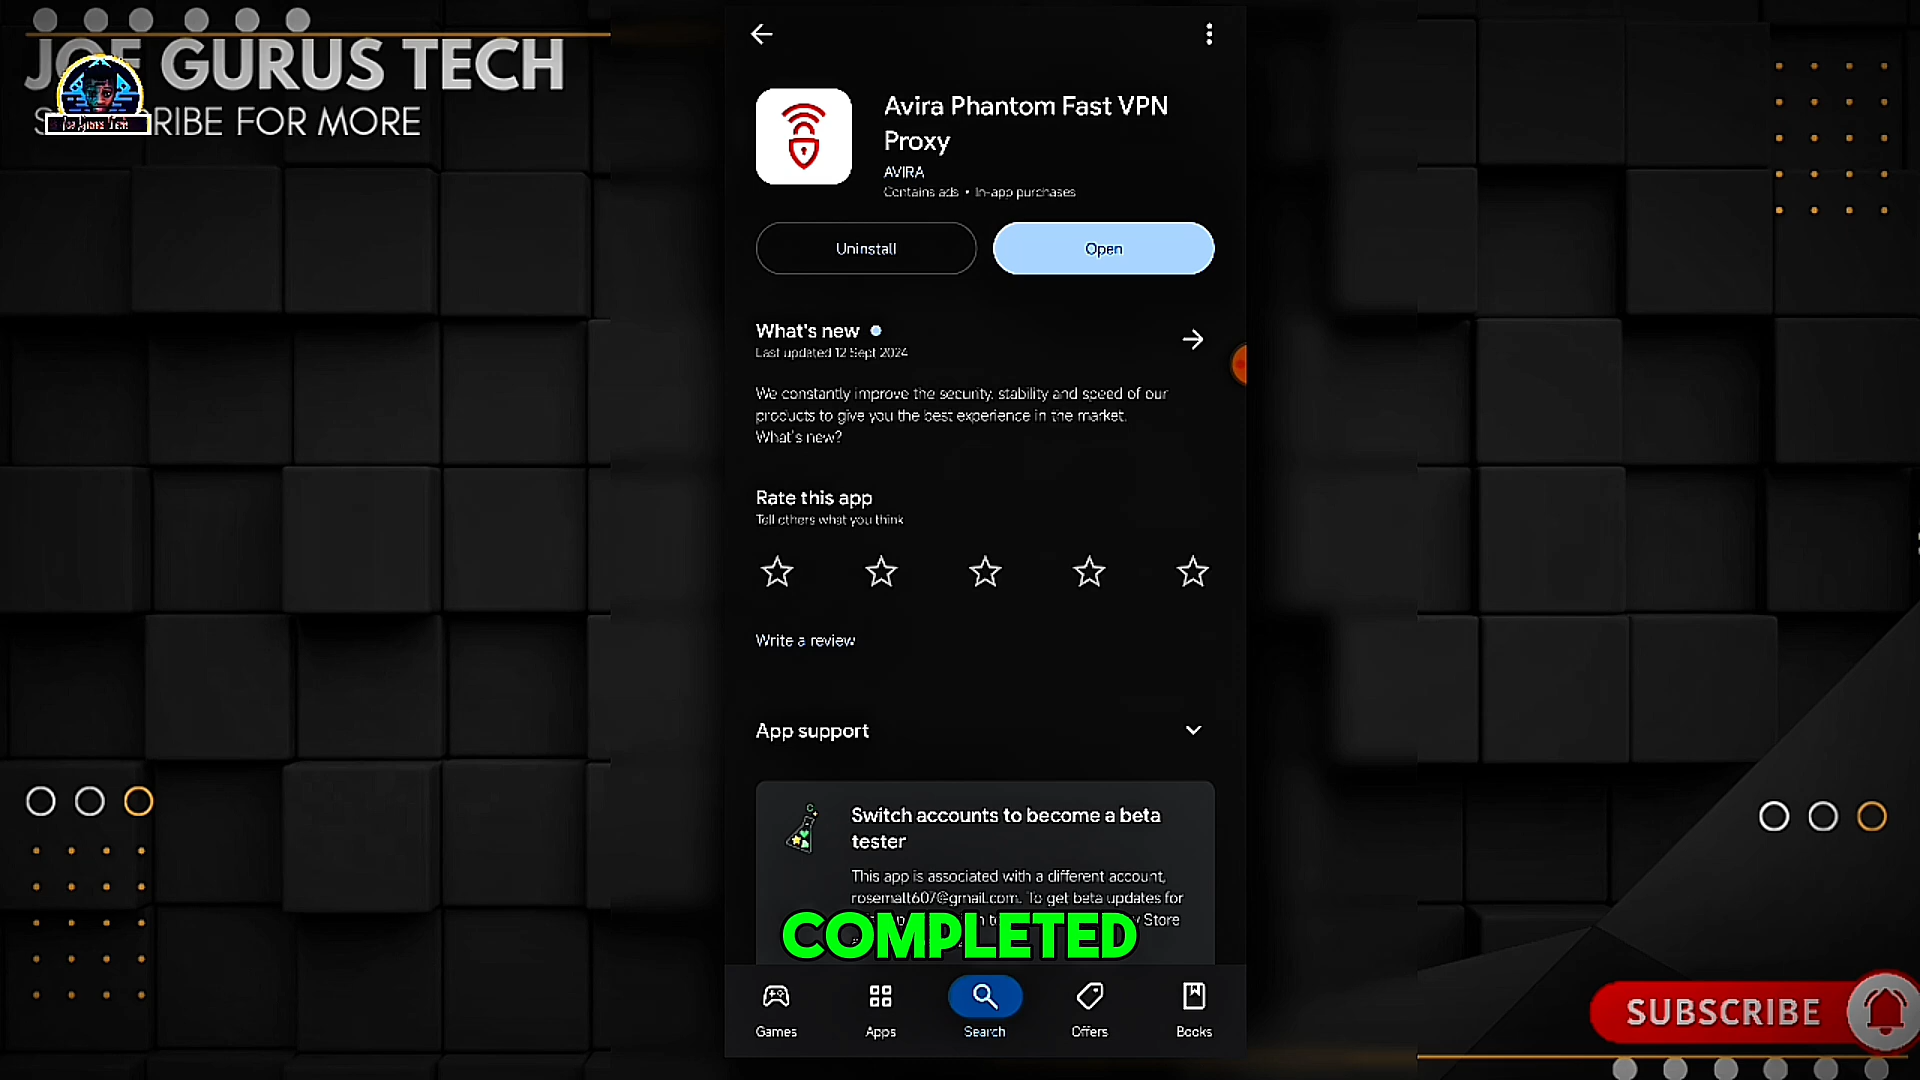 GURUS TECH
RIBE FOR MORE
Joe Gurus Tech
Avira Phantom Fast VPN
Proxy
AVIRA
Contains ads • In-app purchases
Uninstall
Open
What's new
Last updated 12 Sept 2024
We constantly improve the security, stability and speed of our
products to give you the best experience in the market.
What's new?
Rate this app
Tell others what you think
Write a review
App support
Switch accounts to become a beta
tester
This app is associated with a different account,
rosematt607@gmail.com. To get beta updates for
Store
COMPLETED
Games
Apps
Search
Offers
Books
SUBSCRIBE